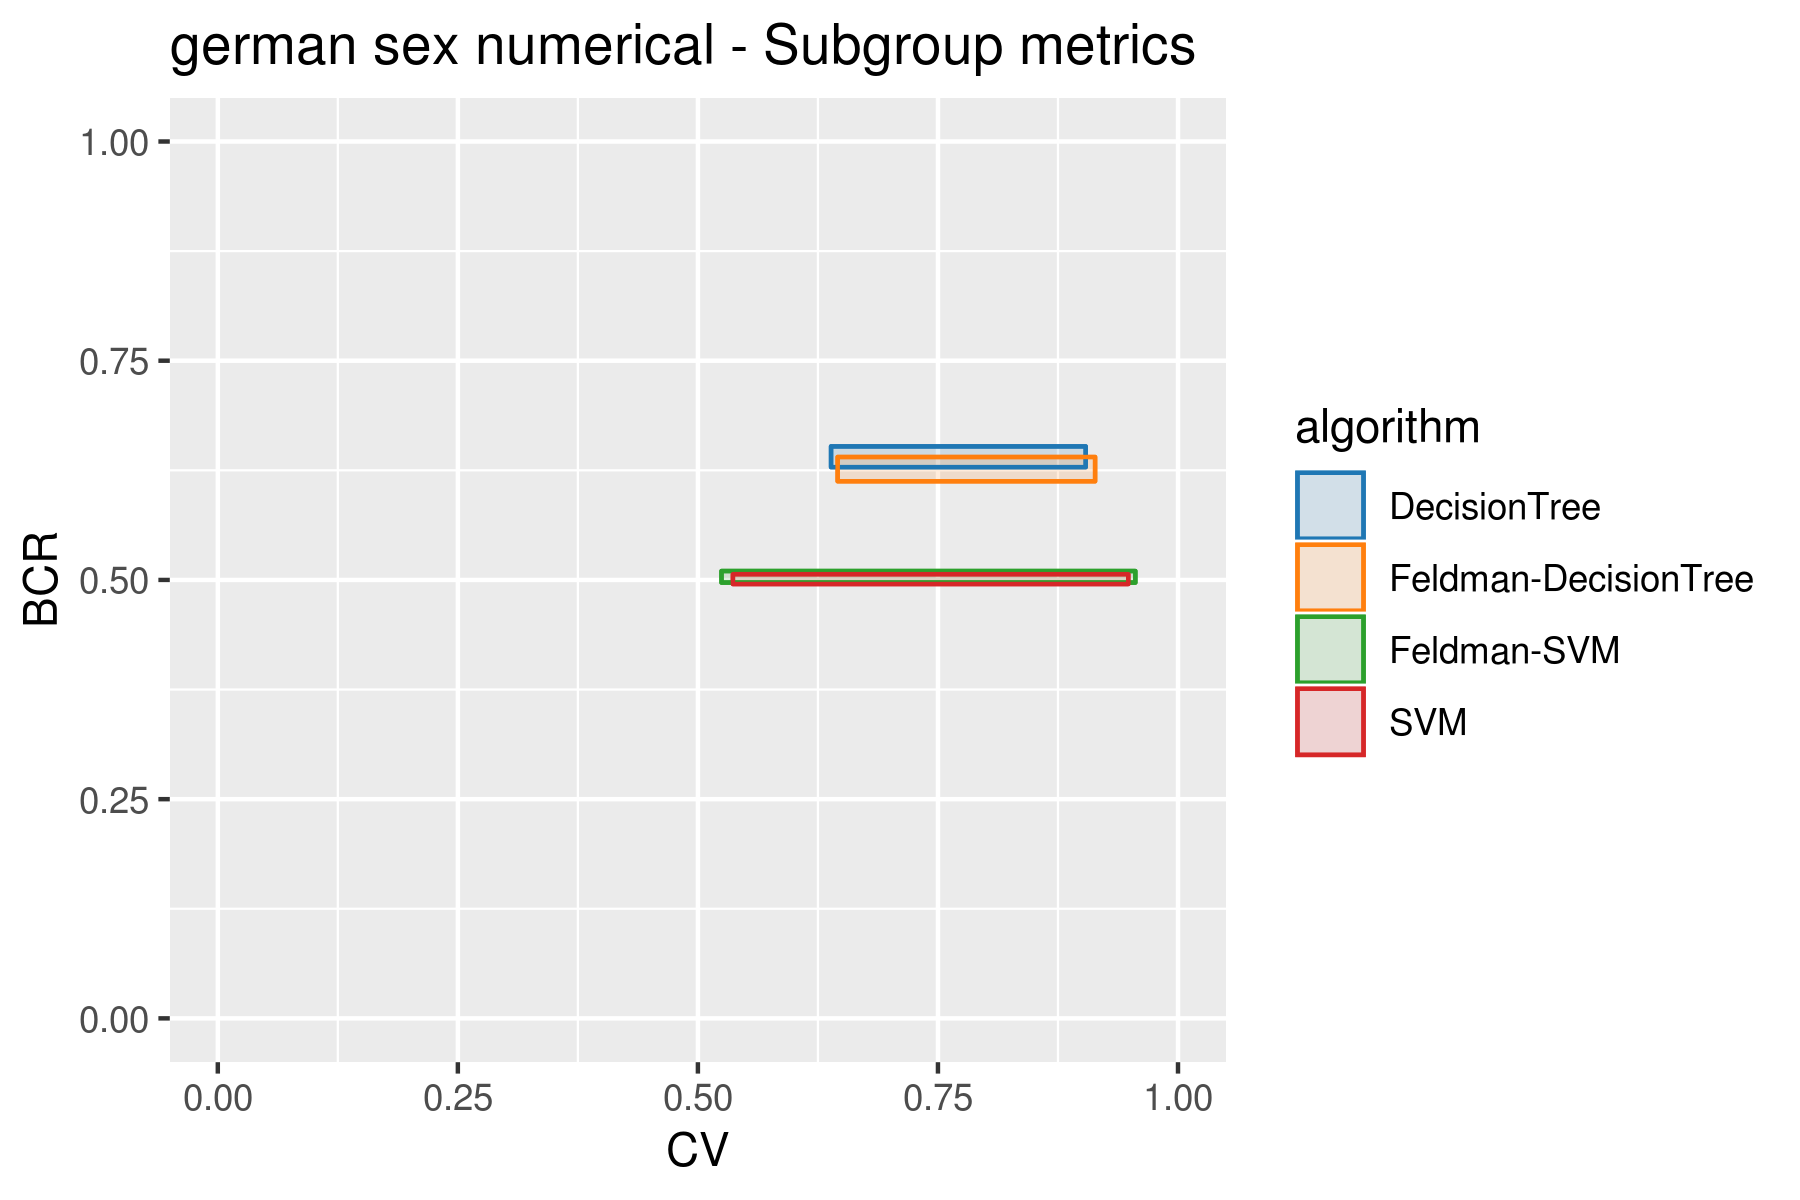 german sex numerical - Subgroup metrics
1.00
0.75
0.50
0.25
0.00
BCR
0.00 0.25 0.50 0.75 1.00
CV
algorithm
DecisionTree
Feldman-DecisionTree
Feldman-SVM
SVM